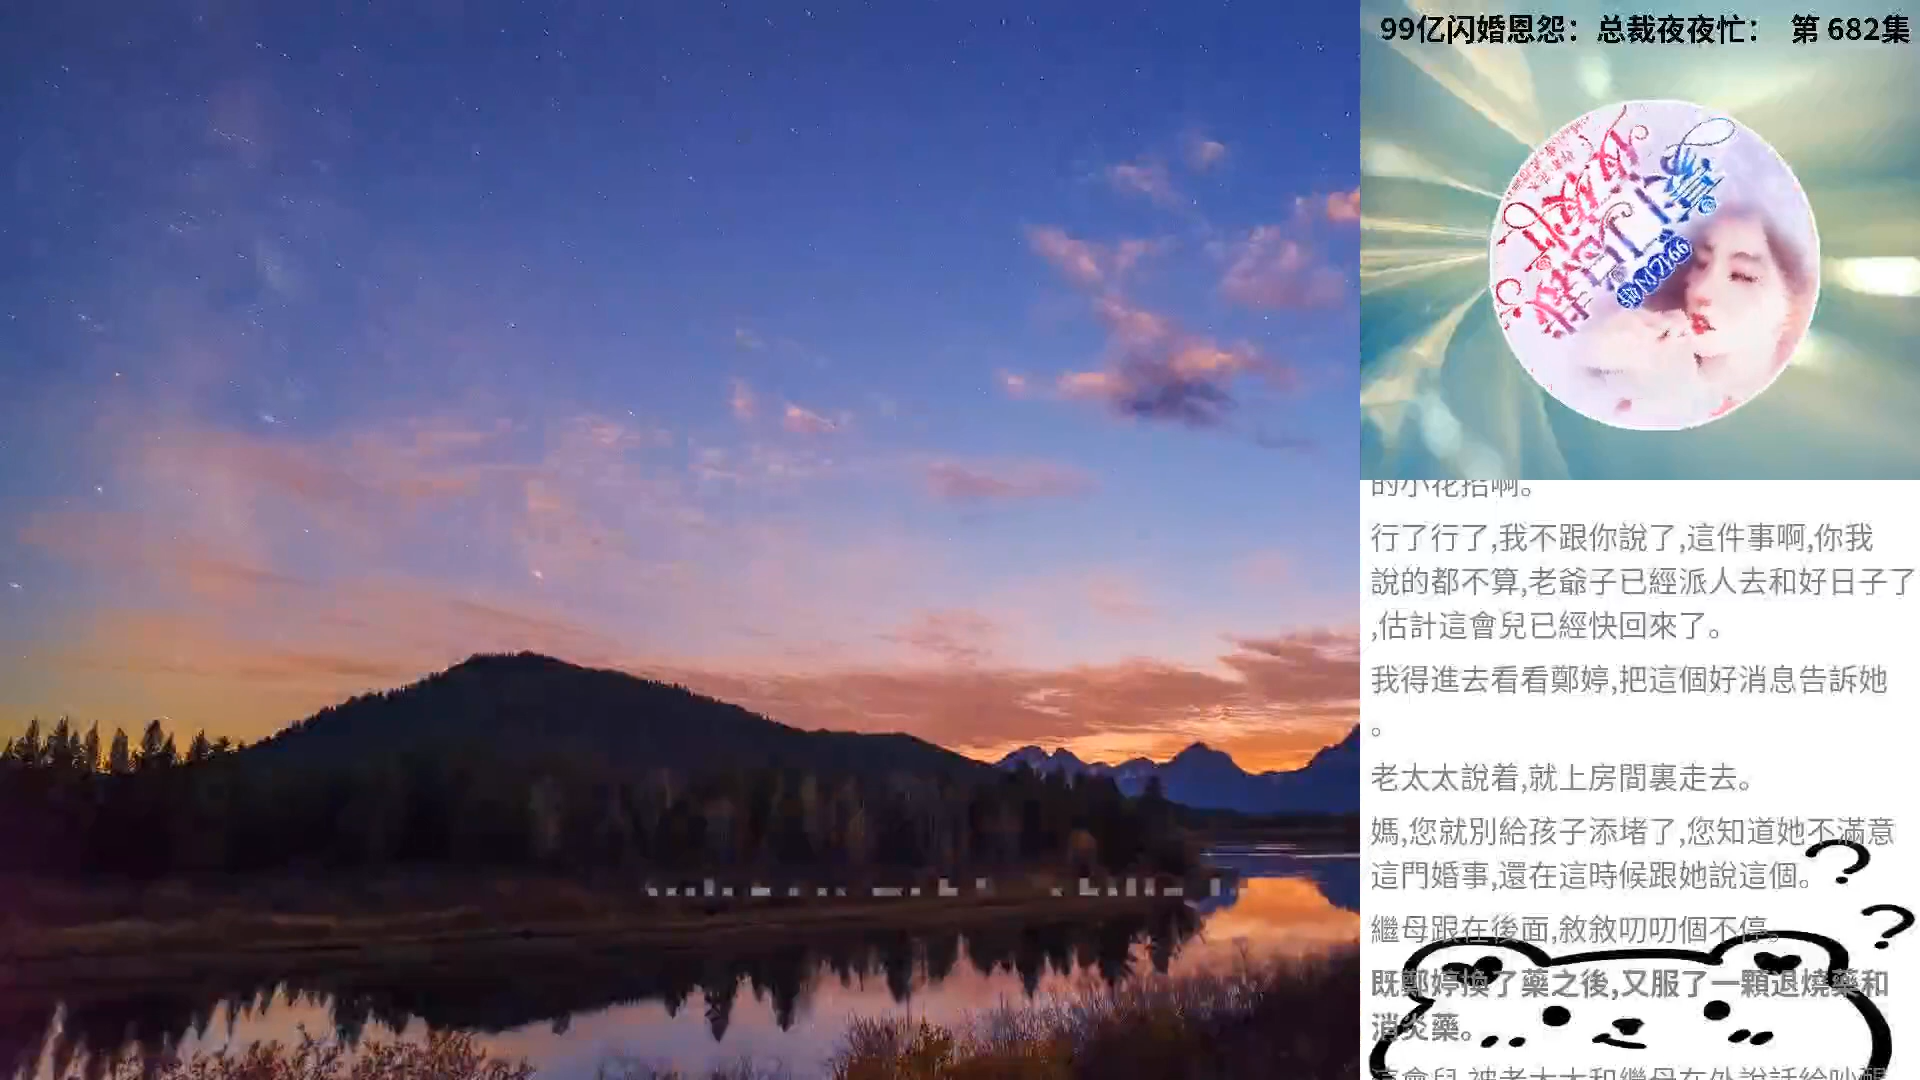 99亿闪婚恩怨：总裁夜夜忙： 第 682集
的小花招啊。
行了行了,我不跟你說了,這件事啊,你我
說的都不算,老爺子已經派人去和好日子了
,估計這會兒已經快回來了。
我得進去看看鄭婷,把這個好消息告訴她
。
老太太說着,就上房間裏走去。
媽,您就別給孩子添堵了,您知道她不滿意
這門婚事,還在這時候跟她說這個。
繼母跟在後面,敘敘叨叨個不停。
既鄭婷換了藥之後,又服了一顆退燒藥和
消炎藥。